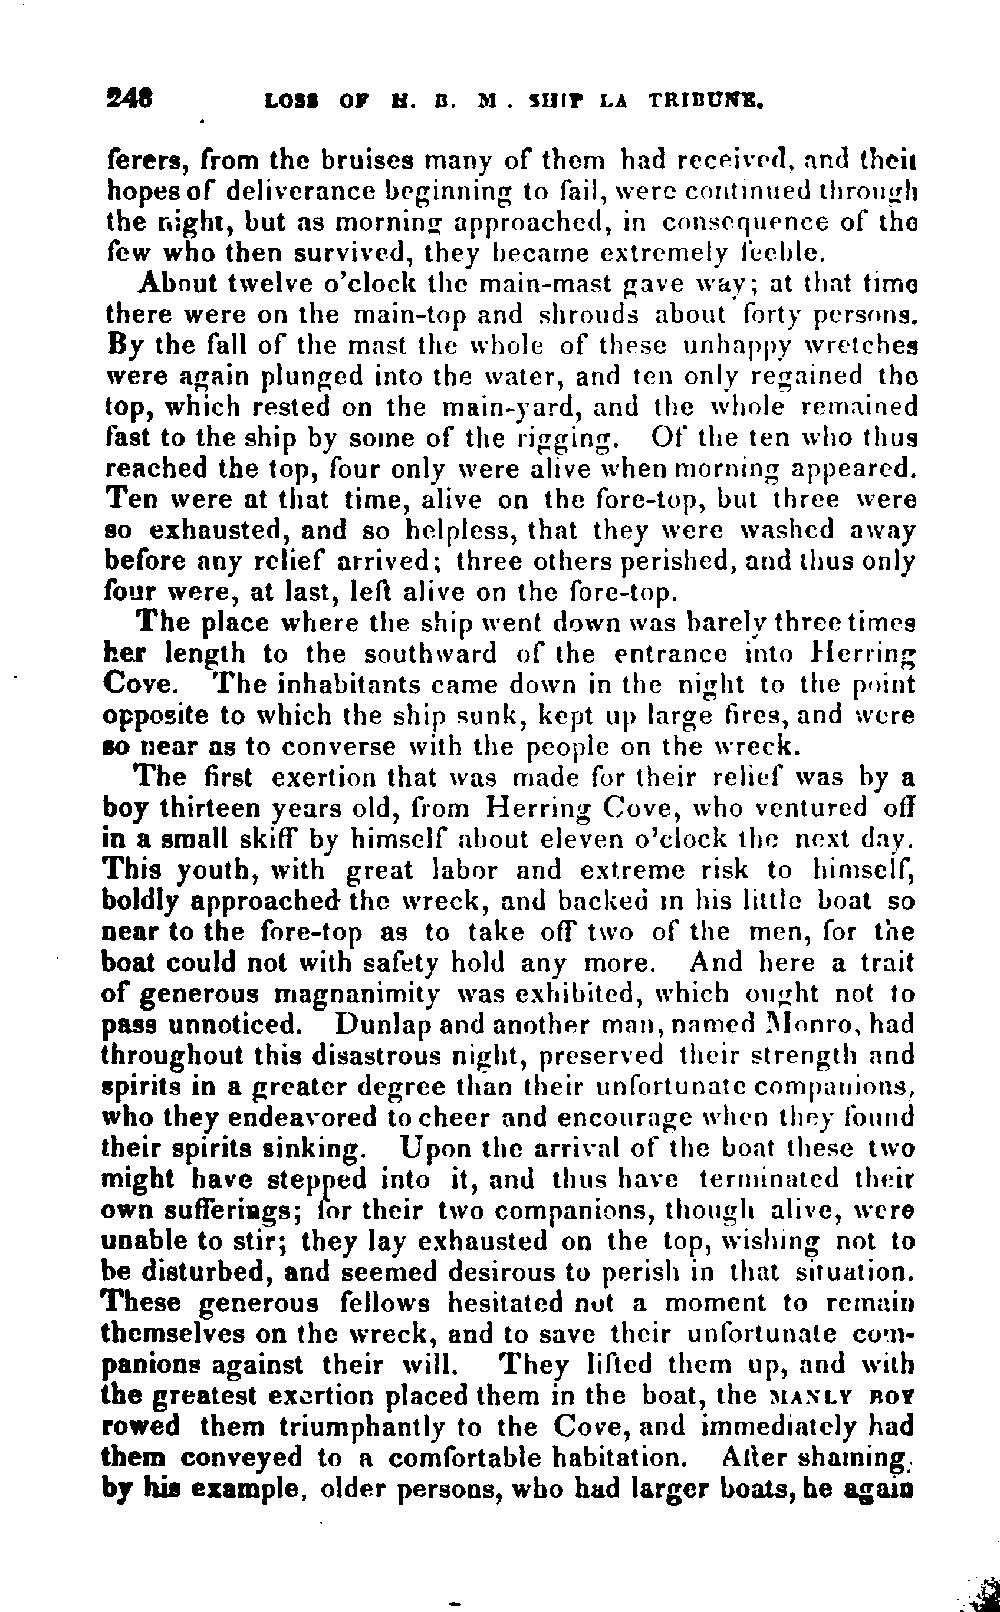 248 LOSS OF H. B. M. SHIP LA TRIBUNE.
ferers, from the bruises many of them had received, and their
hopes of deliverance beginning to fail, were continued through
the night, but as morning approached, in consequence of the
few who then survived, they became extremely feeble.
About twelve o'clock the main-mast gave way; at that time
there were on the main-top and shrouds about forty persons.
By the fall of the mast the whole of these unhappy wretches
were again plunged into the water, and ten only regained the
top, which rested on the main-yard, and the whole remained
fast to the ship by some of the rigging. Of the ten who thus
reached the top, four only were alive when morning appeared.
Ten were at that time, alive on the fore-top, but three were
so exhausted, and so helpless, that they were washed away
before any relief arrived; three others perished, and thus only
four were, at last, left alive on the fore-top.
The place where the ship went down was barely three times
her length to the southward of the entrance into Herring
Cove. The inhabitants came down in the night to the point
opposite to which the ship sunk, kept up large fires, and were
so near as to converse with the people on the wreck.
The first exertion that was made for their relief was by a
boy thirteen years old, from Herring Cove, who ventured off
in a small skiff by himself about eleven o'clock the next day.
This youth, with great labor and extreme risk to himself,
boldly approached the wreck, and backed in his little boat so
near to the fore-top as to take off two of the men, for the
boat could not with safety hold any more. And here a trait
of generous magnanimity was exhibited, which ought not to
pass unnoticed. Dunlap and another man, named Monro, had
throughout this disastrous night, preserved their strength and
spirits in a greater degree than their unfortunate companions,
who they endeavored to cheer and encourage when they found
their spirits sinking. Upon the arrival of the boat these two
might have stepped into it, and thus have terminated their
own sufferings; for their two companions, though alive, were
unable to stir; they lay exhausted on the top, wishing not to
be disturbed, and seemed desirous to perish in that situation.
These generous fellows hesitated not a moment to remain
themselves on the wreck, and to save their unfortunate com-
panions against their will. They lifted them up, and with
the greatest exertion placed them in the boat, the MANLY BOY
rowed them triumphantly to the Cove, and immediately had
them conveyed to a comfortable habitation. After shaming,
by his example, older persons, who had larger boats, he again